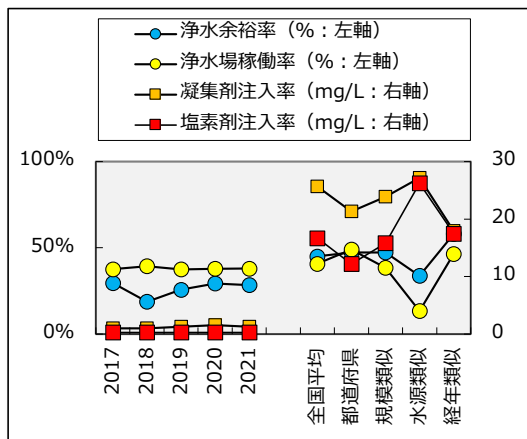 浄水余裕率（%：左軸）
浄水場稼働率（%：左軸）
凝集剤注入率（mg/L：右軸）
塩素剤注入率（mg/L：右軸）
100%
50%
0%
30
20
10
0
2017
2018
2019
2020
2021
全国平均
都道府県
規模類似
水源類似
経年類似